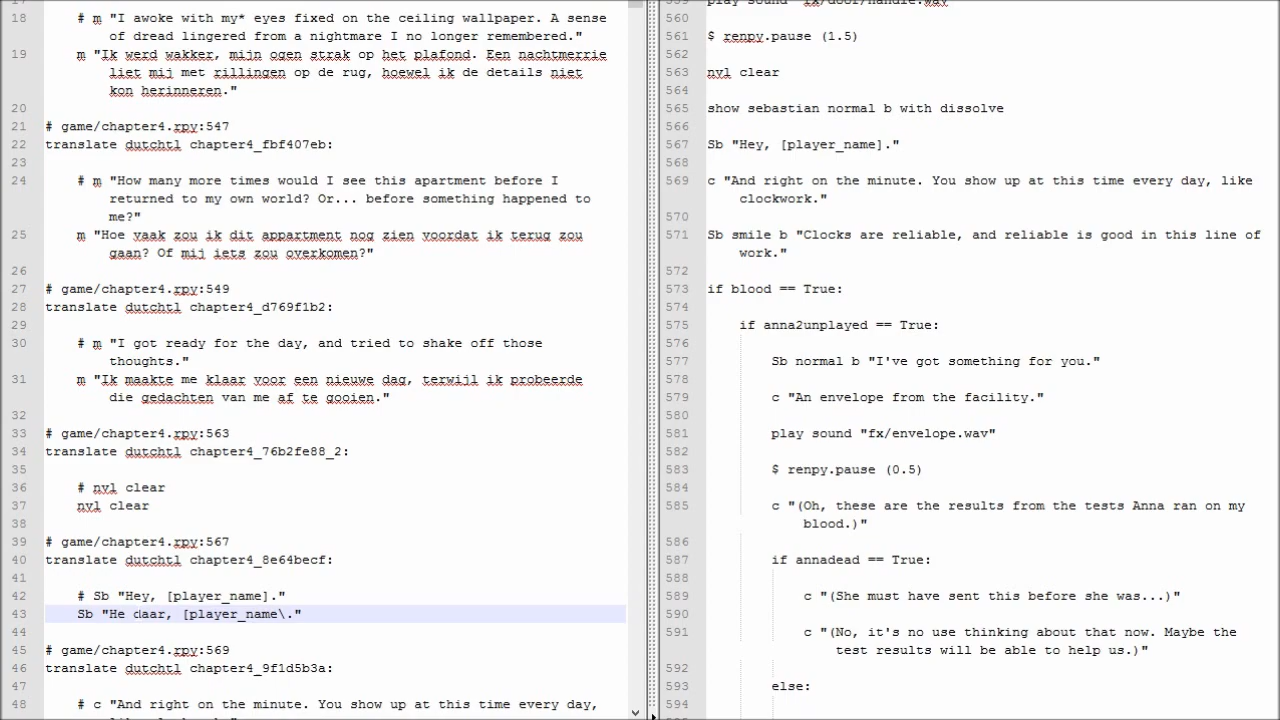 18 # m "I awoke with my* eyes fixed on the ceiling wallpaper. A sense
of dread lingered from a nightmare I no longer remembered."
19 m "Ik werd wakker, mijn ogen strak op het plafond. Een nachtmerrie
liet mij met rillingen op de rug, hoewel ik de details niet
kon herinneren."
20
21 # game/chapter4.rpy:547
22 translate dutchtl chapter4_fbf407eb:
23
24 # m "How many more times would I see this apartment before I
returned to my own world? Or... before something happened to
me?"
25 m "Hoe vaak zou ik dit appartment nog zien voordat ik terug zou
gaan? Of mij iets zou overkomen?"
26
27 # game/chapter4.rpy:549
28 translate dutchtl chapter4_d769f1b2:
29
30 # m "I got ready for the day, and tried to shake off those
thoughts."
31 m "Ik maakte me klaar voor een nieuwe dag, terwijl ik probeerde
die gedachten van me af te gooien."
32
33 # game/chapter4.rpy:563
34 translate dutchtl chapter4_76b2fe88_2:
35
36 # nvl clear
37 nvl clear
38
39 # game/chapter4.rpy:567
40 translate dutchtl chapter4_8e64becf:
41
42 # Sb "Hey, [player_name]."
43 Sb "He daar, [player_name\."
44
45 # game/chapter4.rpy:569
46 translate dutchtl chapter4_9f1d5b3a:
47
48 # c "And right on the minute. You show up at this time every day,
play sound "fx/door/handle.wav"
560
561 $ renpy.pause (1.5)
562
563 nvl clear
564
565 show sebastian normal b with dissolve
566
567 Sb "Hey, [player_name]."
568
569 c "And right on the minute. You show up at this time every day, like
clockwork."
570
571 Sb smile b "Clocks are reliable, and reliable is good in this line of
work."
572
573 if blood == True:
574
575 if anna2unplayed == True:
576
577 Sb normal b "I've got something for you."
578
579 c "An envelope from the facility."
580
581 play sound "fx/envelope.wav"
582
583 $ renpy.pause (0.5)
584
585 c "(Oh, these are the results from the tests Anna ran on my
blood.)"
586
587 if annadead == True:
588
589 c "(She must have sent this before she was...)"
590
591 c "(No, it's no use thinking about that now. Maybe the
test results will be able to help us.)"
592
593 else:
594